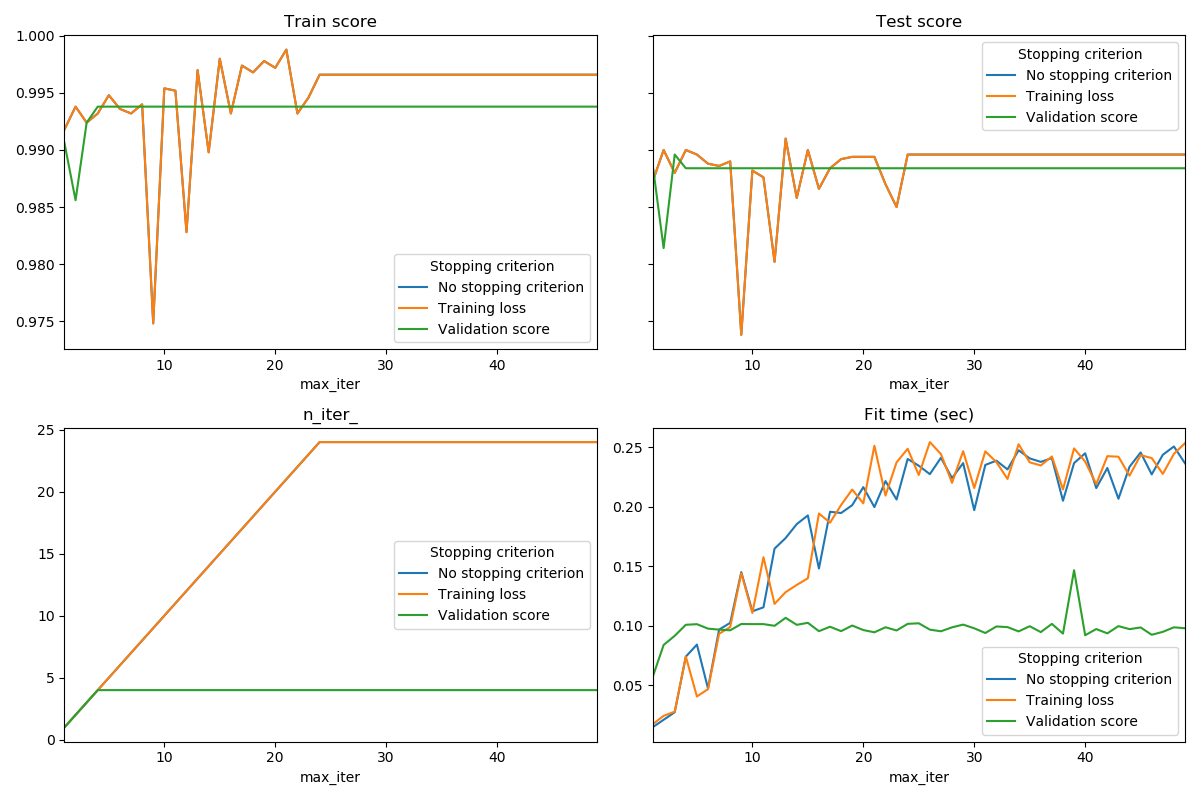 Train score
1.000
0.995
0.990
0.985
0.980
0.975
Stopping criterion
No stopping criterion
Training loss
Validation score
10 20 30 40
max_iter
Test score
Stopping criterion
No stopping criterion
Training loss
Validation score
10 20 30 40
max_iter
n_iter_
25
20
15
10
5
0
Stopping criterion
No stopping criterion
Training loss
Validation score
10 20 30 40
max_iter
Fit time (sec)
0.25
0.20
0.15
0.10
0.05
Stopping criterion
No stopping criterion
Training loss
Validation score
10 20 30 40
max_iter